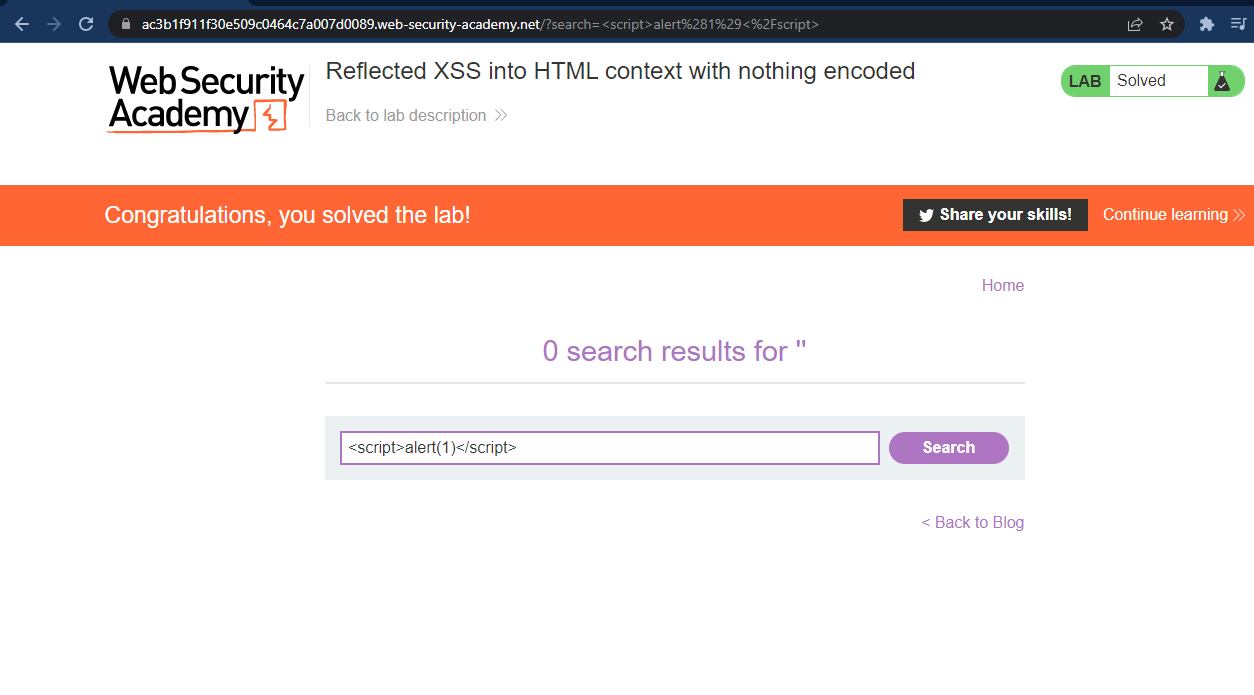 ac3b1f911f30e509c0464c7a007d0089.web-security-academy.net/?search=<script>alert%281%29<%2Fscript>
Web Security
Academy
Reflected XSS into HTML context with nothing encoded
Back to lab description >>
LAB Solved
Congratulations, you solved the lab!
Share your skills! Continue learning >>
Home
0 search results for ''
<script>alert(1)</script>
Search
< Back to Blog